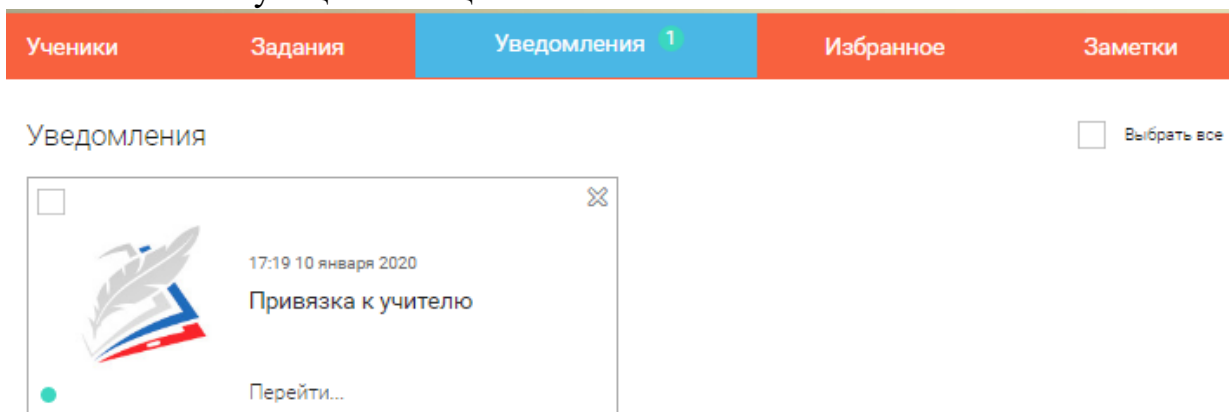 Ученики Задания Уведомления 1 Избранное Заметки
Уведомления
Выбрать все
17:19 10 января 2020
Привязка к учителю
Перейти...